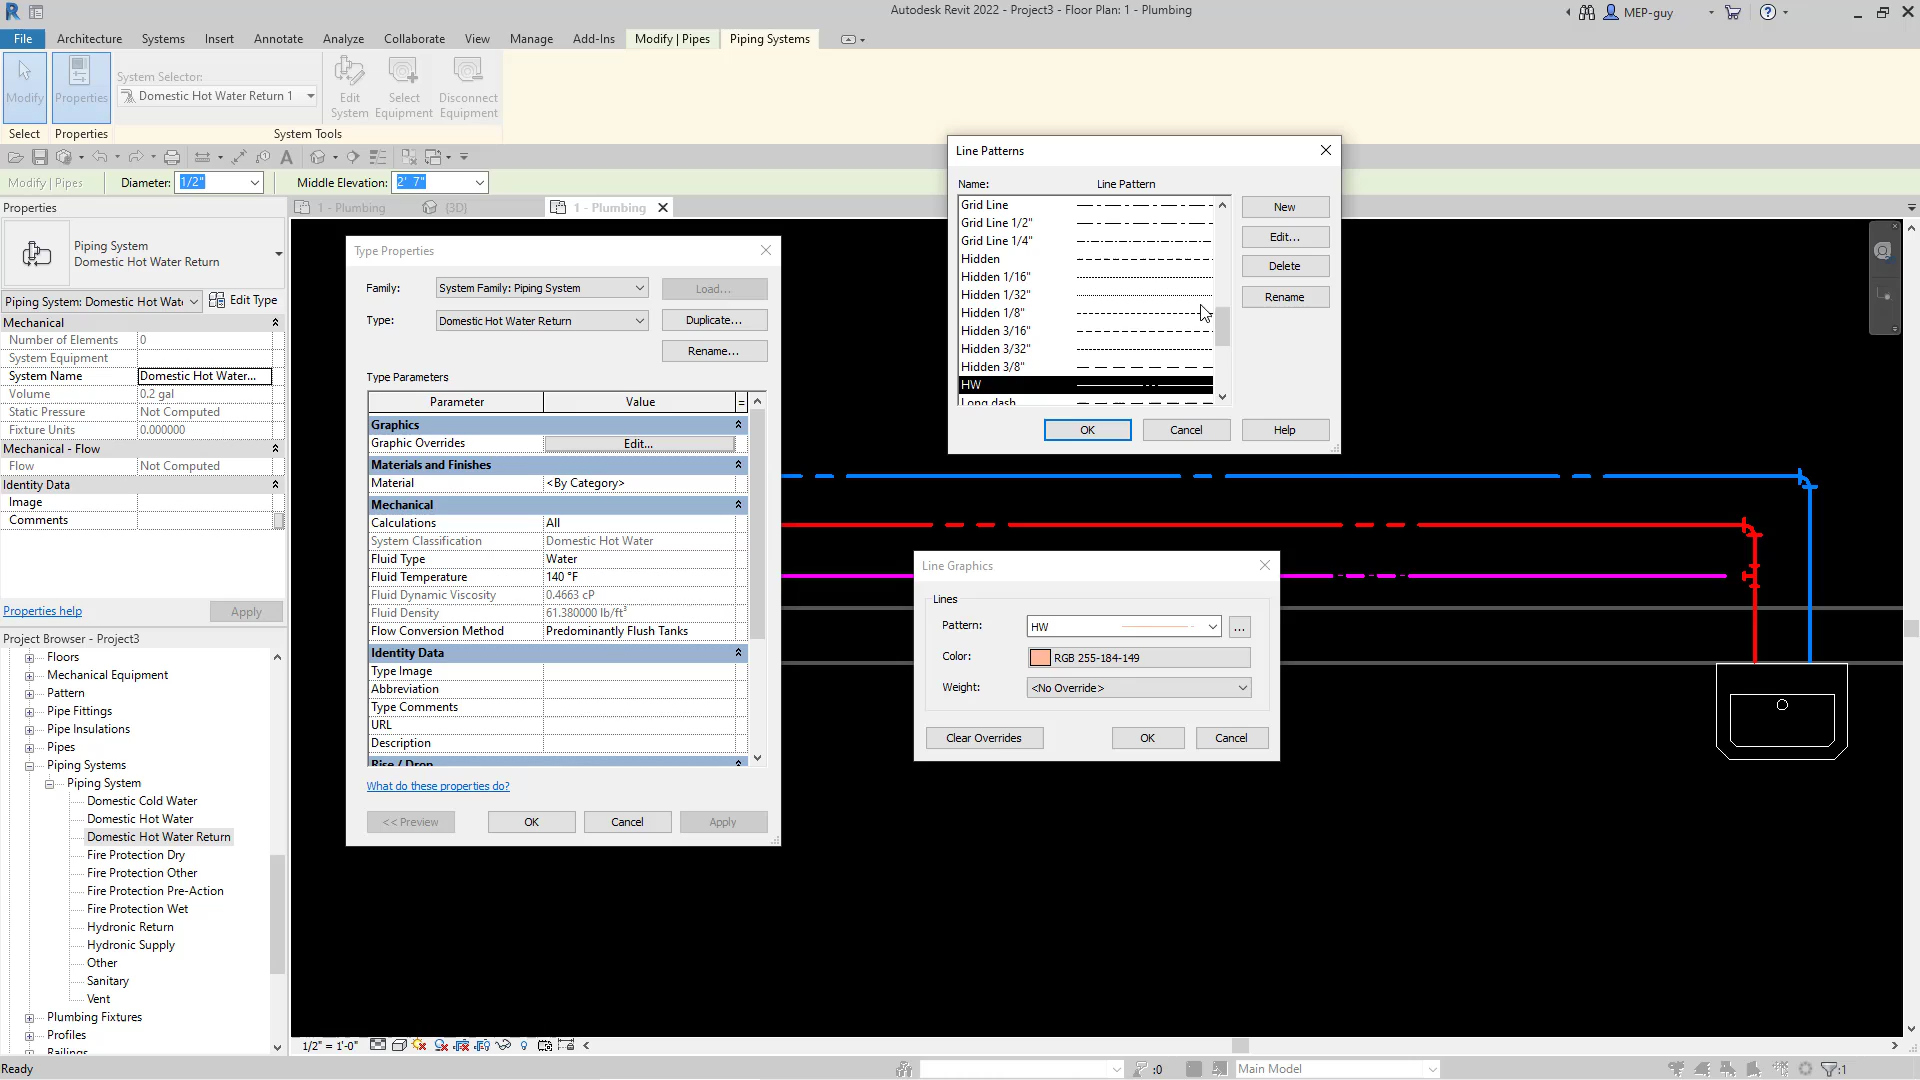 Autodesk Revit 2022 - Project3 - Floor Plan: 1 - Plumbing
MEP-guy
File Architecture Systems Insert Annotate Analyze Collaborate View Manage Add-Ins Modify | Pipes Piping Systems
Modify
Properties
System Selector:
Domestic Hot Water Return 1
Edit System
Select Equipment
Disconnect Equipment
Select Properties System Tools
Modify | Pipes Diameter: 1/2" Middle Elevation: 2' 7"
Properties
1 - Plumbing {3D} 1 - Plumbing
Piping System
Domestic Hot Water Return
Piping System: Domestic Hot Wat Edit Type
Mechanical
Number of Elements 0
System Equipment
System Name Domestic Hot Water...
Volume 0.2 gal
Static Pressure Not Computed
Fixture Units 0.000000
Mechanical - Flow
Flow Not Computed
Identity Data
Image
Comments
Properties help Apply
Project Browser - Project3
Floors
Mechanical Equipment
Pattern
Pipe Fittings
Pipe Insulations
Pipes
Piping Systems
Piping System
Domestic Cold Water
Domestic Hot Water
Domestic Hot Water Return
Fire Protection Dry
Fire Protection Other
Fire Protection Pre-Action
Fire Protection Wet
Hydronic Return
Hydronic Supply
Other
Sanitary
Vent
Plumbing Fixtures
Profiles
Railings
Type Properties
Family: System Family: Piping System Load...
Type: Domestic Hot Water Return Duplicate...
Rename...
Type Parameters
Parameter Value =
Graphics
Graphic Overrides Edit...
Materials and Finishes
Material <By Category>
Mechanical
Calculations All
System Classification Domestic Hot Water
Fluid Type Water
Fluid Temperature 140 °F
Fluid Dynamic Viscosity 0.4663 cP
Fluid Density 61.380000 lb/ft³
Flow Conversion Method Predominantly Flush Tanks
Identity Data
Type Image
Abbreviation
Type Comments
URL
Description
Rise / Drop
What do these properties do?
<< Preview OK Cancel Apply
Line Patterns
Name: Line Pattern
Grid Line
Grid Line 1/2"
Grid Line 1/4"
Hidden
Hidden 1/16"
Hidden 1/32"
Hidden 1/8"
Hidden 3/16"
Hidden 3/32"
Hidden 3/8"
HW
Long dash
New
Edit...
Delete
Rename
OK Cancel Help
Line Graphics
Lines
Pattern: HW ...
Color: RGB 255-184-149
Weight: <No Override>
Clear Overrides OK Cancel
1/2" = 1'-0"
Ready
:0
Main Model
:1